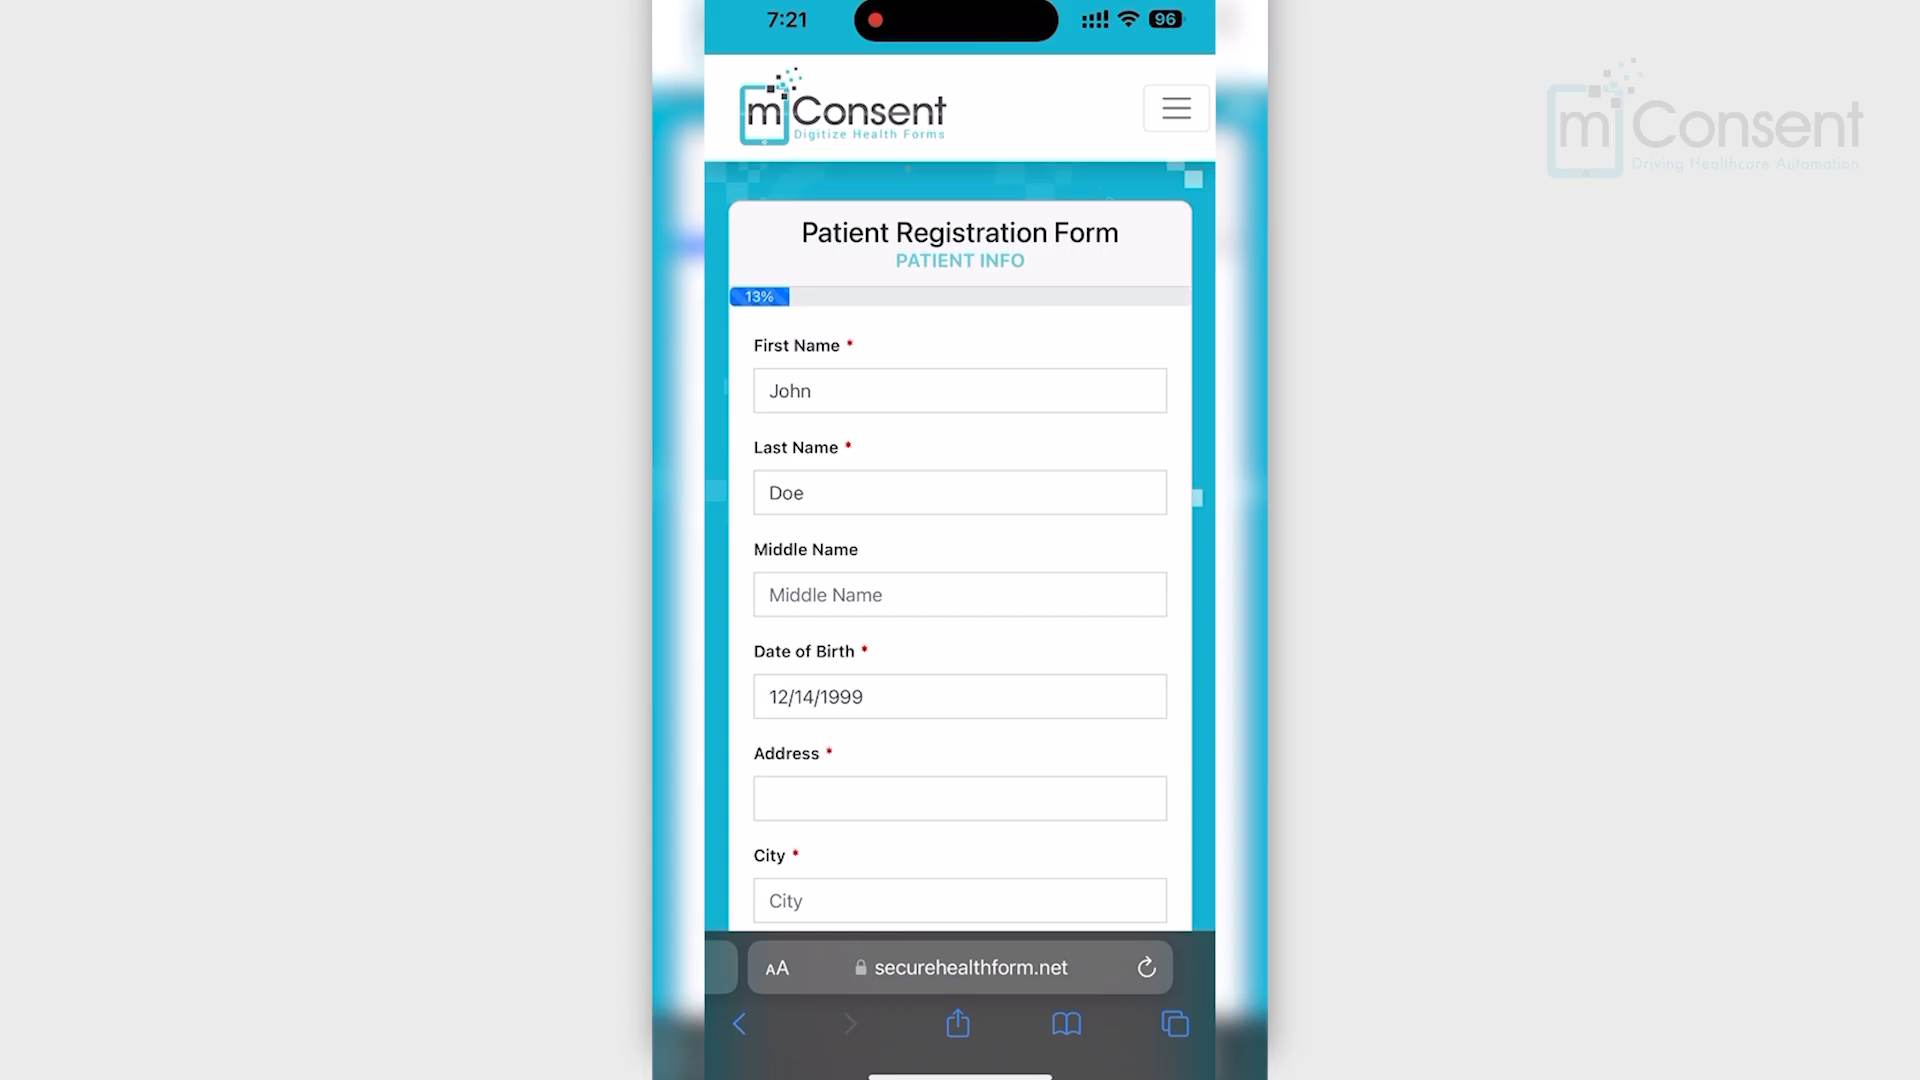 7:21
96
mConsent
Digitize Health Forms
mConsent
Driving Healthcare Automation
Patient Registration Form
PATIENT INFO
13%
First Name *
John
Last Name *
Doe
Middle Name
Middle Name
Date of Birth *
12/14/1999
Address *
City *
City
AA
securehealthform.net